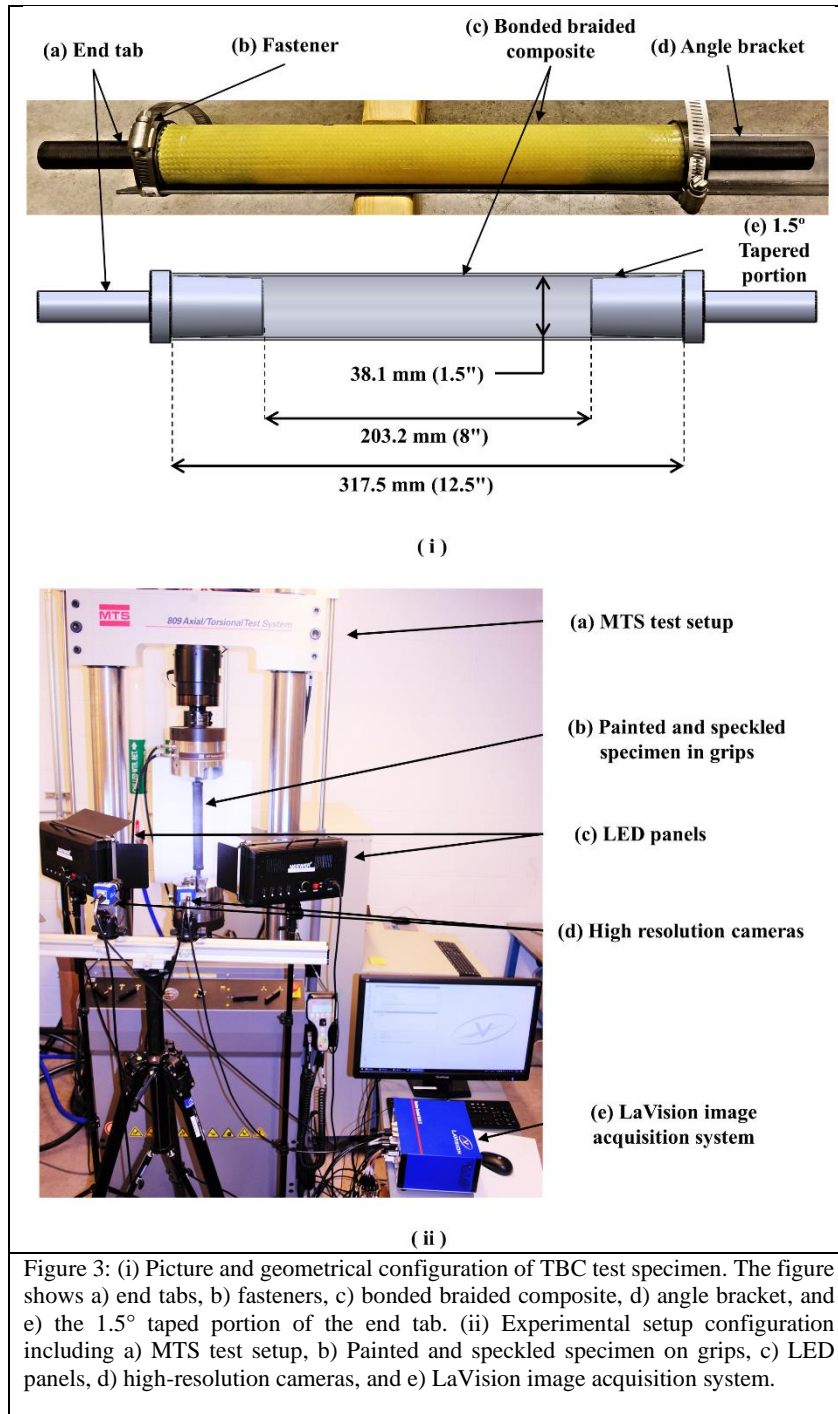 (c) Bonded braided
composite
(a) End tab
(b) Fastener
(d) Angle bracket
(e) 1.5°
Tapered
portion
38.1 mm (1.5")
203.2 mm (8")
317.5 mm (12.5")
( i )
MTS
809 Axial/Torsional Test System
(a) MTS test setup
(b) Painted and speckled
specimen in grips
(c) LED panels
NEEWER
(d) High resolution cameras
(e) LaVision image
acquisition system
LAVISION
( ii )
Figure 3: (i) Picture and geometrical configuration of TBC test specimen. The figure
shows a) end tabs, b) fasteners, c) bonded braided composite, d) angle bracket, and
e) the 1.5° taped portion of the end tab. (ii) Experimental setup configuration
including a) MTS test setup, b) Painted and speckled specimen on grips, c) LED
panels, d) high-resolution cameras, and e) LaVision image acquisition system.